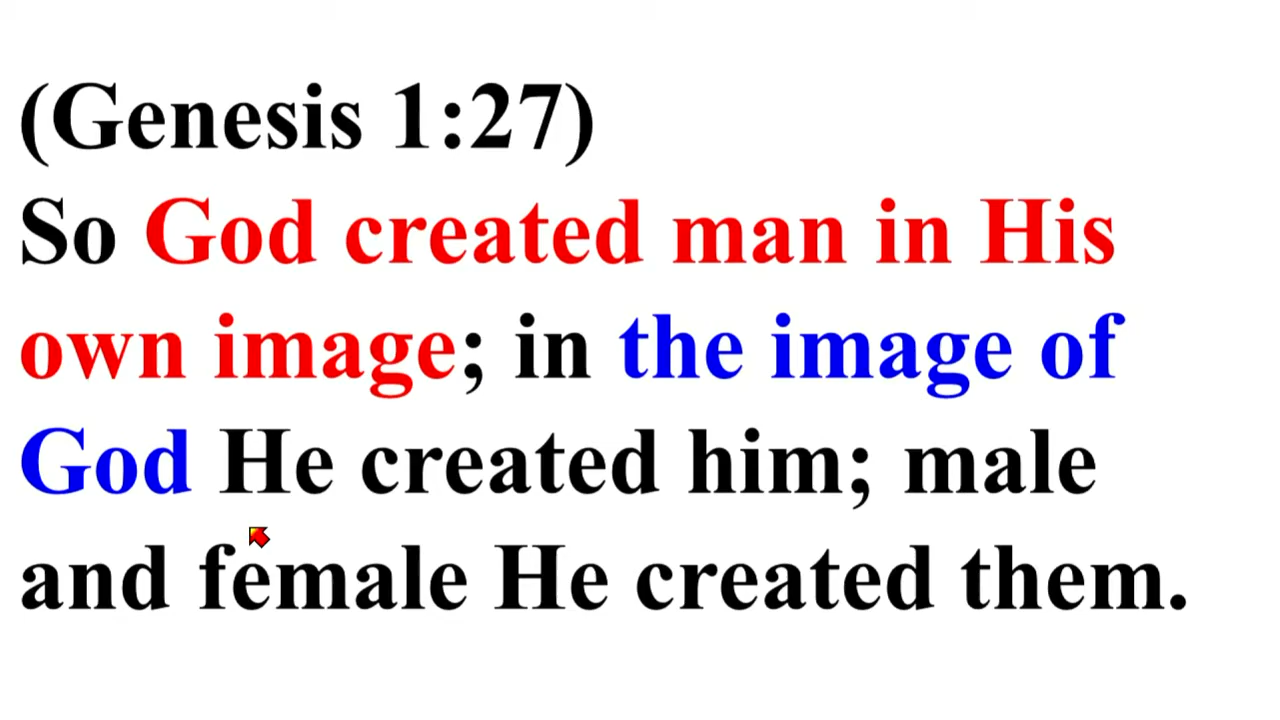 (Genesis 1:27)
So God created man in His
own image; in the image of
God He created him; male
and female He created them.